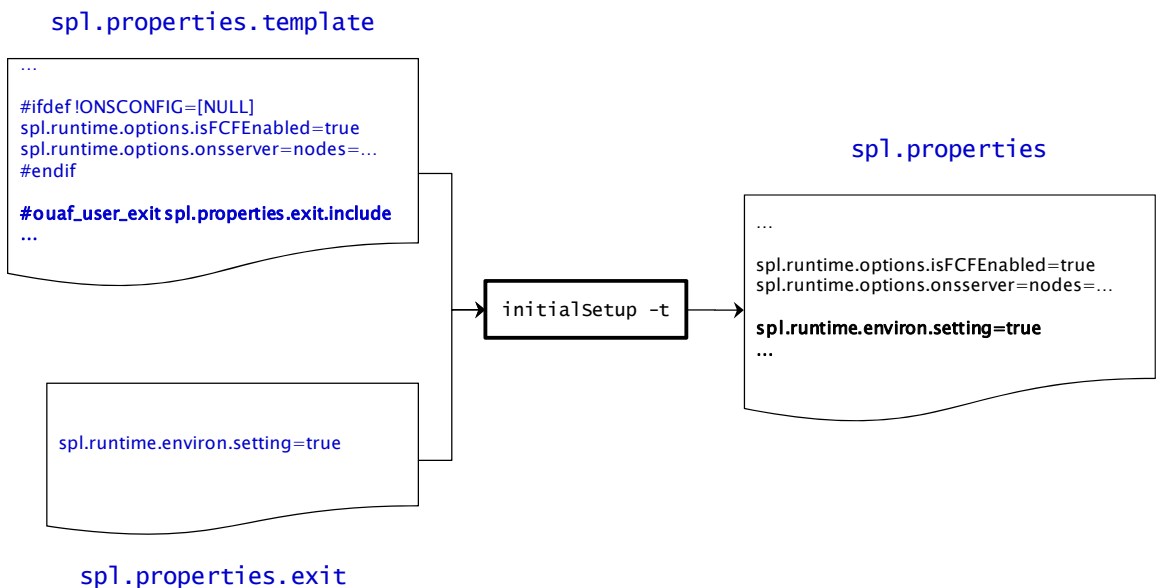 spl.properties.template
…
#ifdef !ONSCONFIG=[NULL]
spl.runtime.options.isFCFEnabled=true
spl.runtime.options.onsserver=nodes=…
#endif
#ouaf_user_exit spl.properties.exit.include
…
spl.runtime.environ.setting=true
spl.properties.exit
initialSetup -t
spl.properties
…
spl.runtime.options.isFCFEnabled=true
spl.runtime.options.onsserver=nodes=…
spl.runtime.environ.setting=true
…